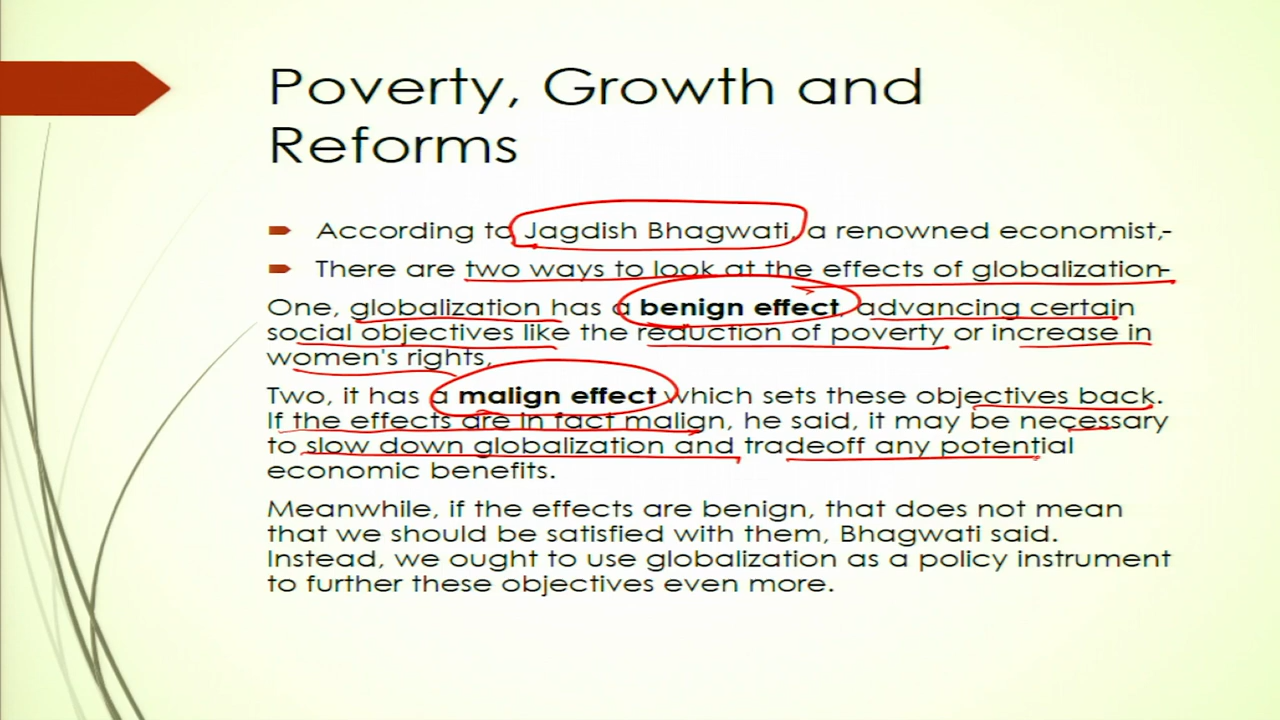 Poverty, Growth and
Reforms
According to Jagdish Bhagwati, a renowned economist,-
There are two ways to look at the effects of globalization-
One, globalization has a benign effect, advancing certain
social objectives like the reduction of poverty or increase in
women's rights,
Two, it has a malign effect which sets these objectives back.
If the effects are in fact malign, he said, it may be necessary
to slow down globalization and tradeoff any potential
economic benefits.
Meanwhile, if the effects are benign, that does not mean
that we should be satisfied with them, Bhagwati said.
Instead, we ought to use globalization as a policy instrument
to further these objectives even more.